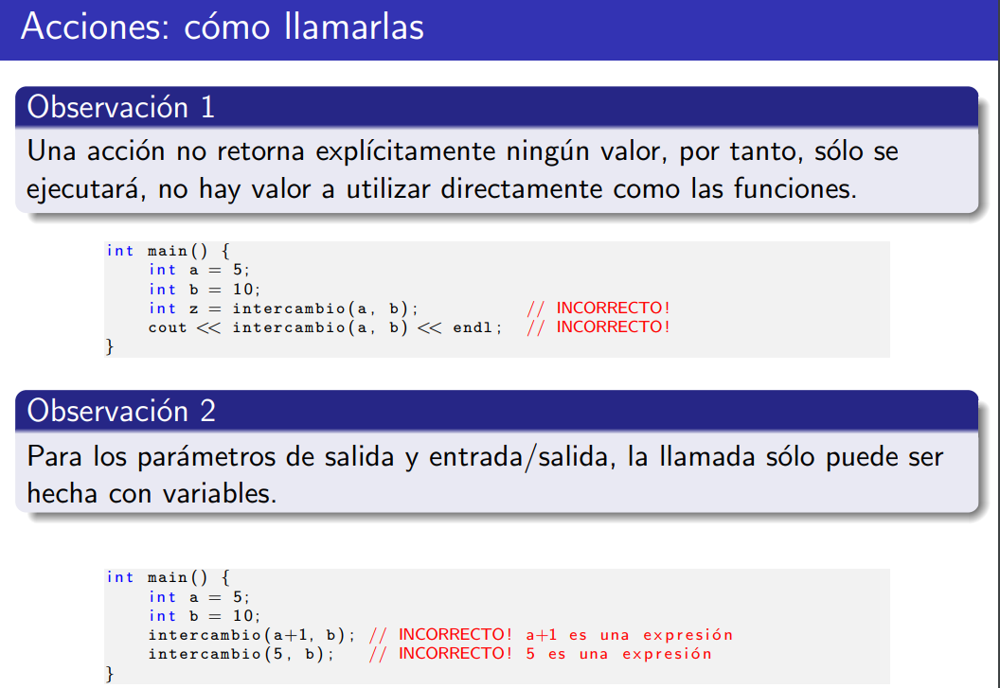 Acciones: cómo llamarlas
Observación 1
Una acción no retorna explícitamente ningún valor, por tanto, sólo se
ejecutará, no hay valor a utilizar directamente como las funciones.
int main() {
    int a = 5;
    int b = 10;
    int z = intercambio(a, b);           // INCORRECTO!
    cout << intercambio(a, b) << endl;   // INCORRECTO!
}
Observación 2
Para los parámetros de salida y entrada/salida, la llamada sólo puede ser
hecha con variables.
int main() {
    int a = 5;
    int b = 10;
    intercambio(a+1, b); // INCORRECTO! a+1 es una expresión
    intercambio(5, b);   // INCORRECTO! 5 es una expresión
}